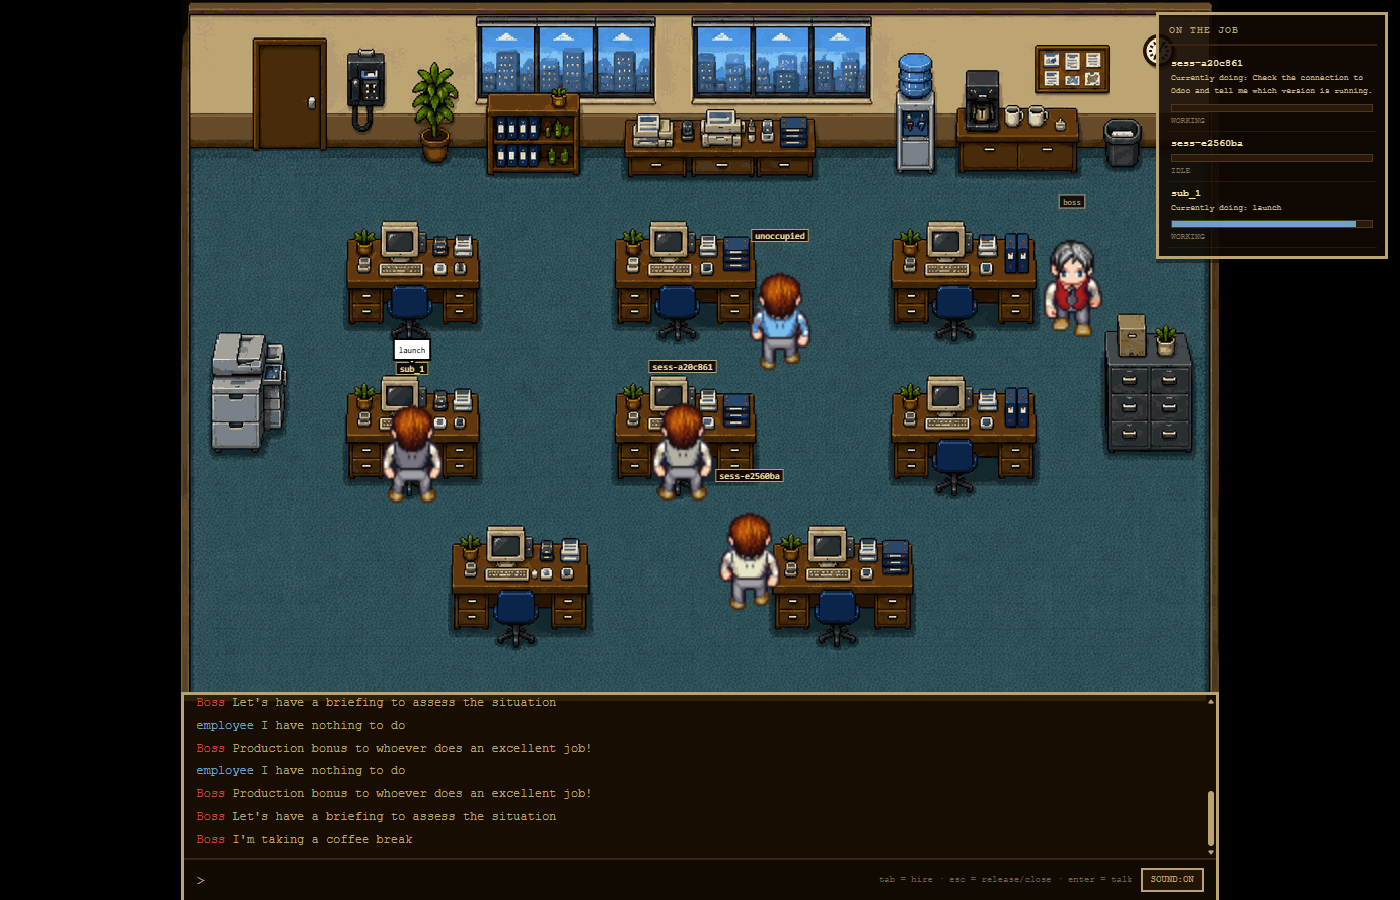 ON THE JOB
sess-a20c861
Currently doing: Check the connection to
Odoo and tell me which version is running.
WORKING
sess-e2560ba
IDLE
sub_1
Currently doing: launch
WORKING
boss
unoccupied
launch
sub_1
sess-a20c861
sess-e2560ba
Boss Let's have a briefing to assess the situation
employee I have nothing to do
Boss Production bonus to whoever does an excellent job!
employee I have nothing to do
Boss Production bonus to whoever does an excellent job!
Boss Let's have a briefing to assess the situation
Boss I'm taking a coffee break
>
tab = hire · esc = release/close · enter = talk
SOUND:ON